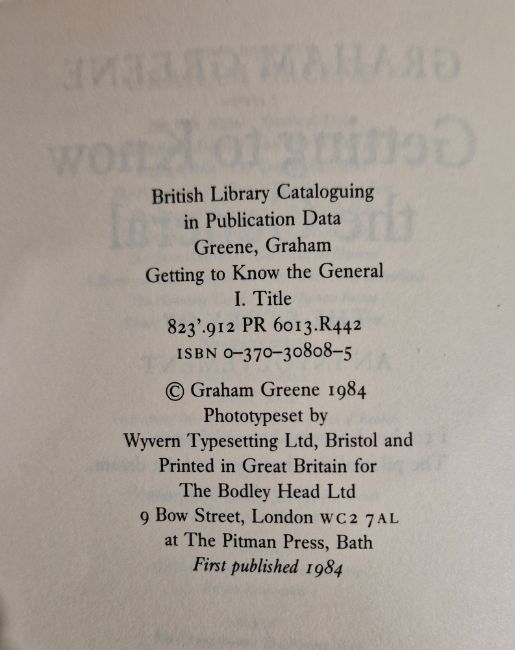 British Library Cataloguing
in Publication Data
Greene, Graham
Getting to Know the General
I. Title
823'.912 PR 6013.R442
ISBN 0–370–30808–5
© Graham Greene 1984
Phototypeset by
Wyvern Typesetting Ltd, Bristol and
Printed in Great Britain for
The Bodley Head Ltd
9 Bow Street, London WC2 7AL
at The Pitman Press, Bath
First published 1984